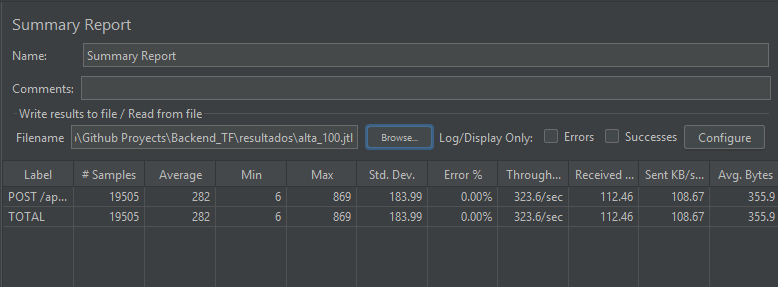 Summary Report
Name: Summary Report
Comments:
Write results to file / Read from file
Filename ı\Github Proyects\Backend_TF\resultados\alta_100.jtl Browse... Log/Display Only: Errors Successes Configure
Label # Samples Average Min Max Std. Dev. Error % Through... Received ... Sent KB/s... Avg. Bytes
POST /ap... 19505 282 6 869 183.99 0.00% 323.6/sec 112.46 108.67 355.9
TOTAL 19505 282 6 869 183.99 0.00% 323.6/sec 112.46 108.67 355.9